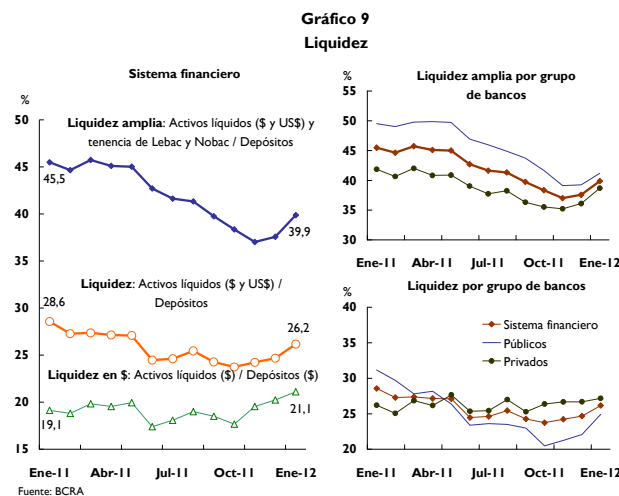 Gráfico 9
Liquidez
Sistema financiero
%
Liquidez amplia: Activos líquidos ($ y US$) y
tenencia de Lebac y Nobac / Depósitos
50
45
40
35
30
25
20
15
45,5
39,9
Liquidez: Activos líquidos ($ y US$) /
Depósitos
28,6
26,2
Liquidez en $: Activos líquidos ($) / Depósitos ($)
19,1
21,1
Ene-11 Abr-11 Jul-11 Oct-11 Ene-12
Liquidez amplia por grupo
de bancos
%
55
50
45
40
35
30
Ene-11 Abr-11 Jul-11 Oct-11 Ene-12
Liquidez por grupo de bancos
%
Sistema financiero
Públicos
Privados
40
35
30
25
20
Ene-11 Abr-11 Jul-11 Oct-11 Ene-12
Fuente: BCRA